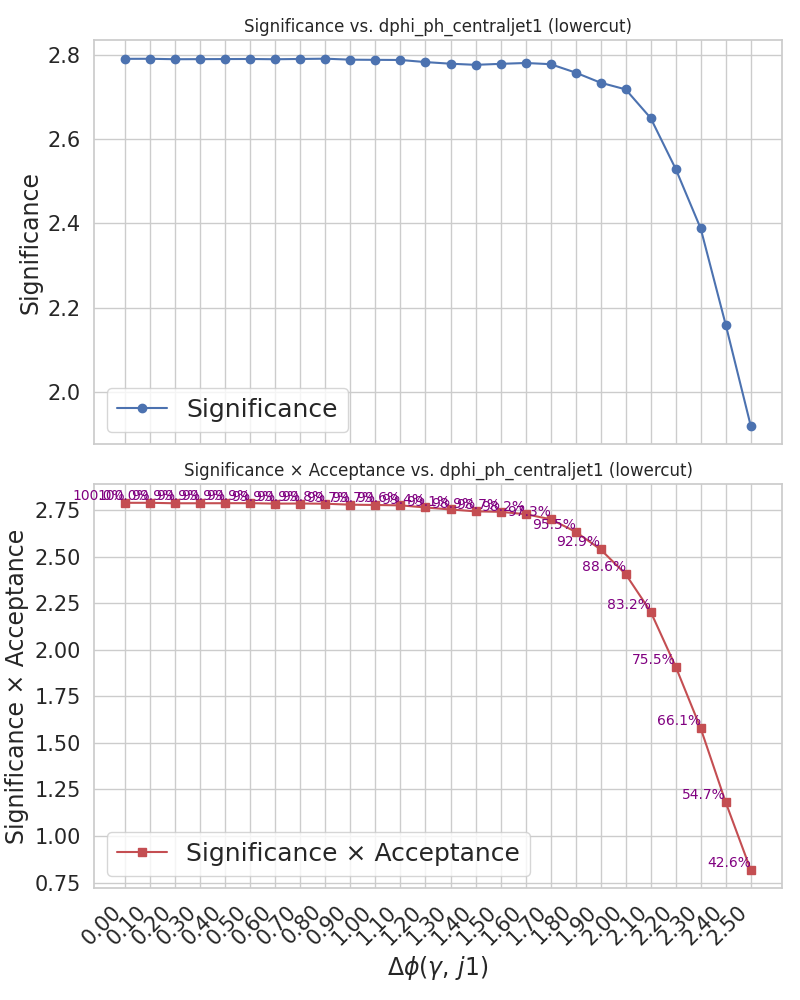 Significance vs. dphi_ph_centraljet1 (lowercut)
2.8
2.6
2.4
2.2
2.0
Significance
Significance
Significance × Acceptance vs. dphi_ph_centraljet1 (lowercut)
2.75
2.50
2.25
2.00
1.75
1.50
1.25
1.00
0.75
Significance × Acceptance
97.3%
95.5%
92.9%
88.6%
83.2%
75.5%
66.1%
54.7%
42.6%
Significance × Acceptance
0.00 0.10 0.20 0.30 0.40 0.50 0.60 0.70 0.80 0.90 1.00 1.10 1.20 1.30 1.40 1.50 1.60 1.70 1.80 1.90 2.00 2.10 2.20 2.30 2.40 2.50
Δϕ(γ, j1)